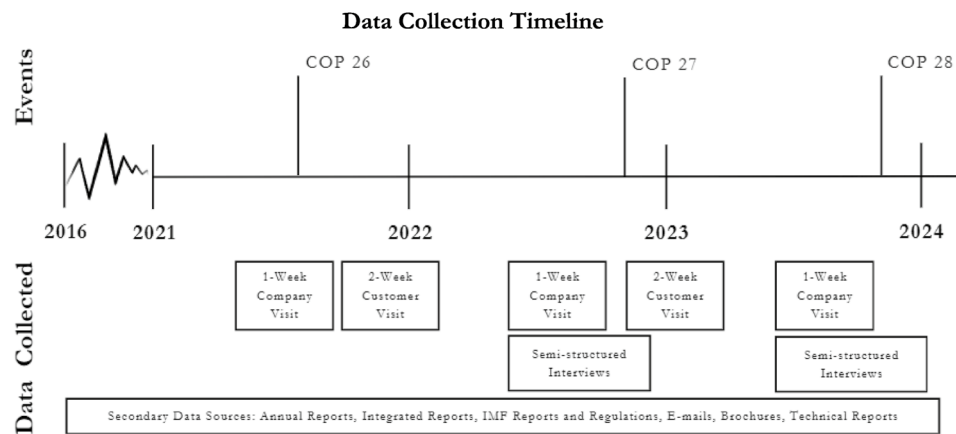 Data Collection Timeline
Events
COP 26
COP 27
COP 28
2016
2021
2022
2023
2024
Data Collected
1-Week
Company
Visit
2-Week
Customer
Visit
1-Week
Company
Visit
2-Week
Customer
Visit
1-Week
Company
Visit
Semi-structured
Interviews
Semi-structured
Interviews
Secondary Data Sources: Annual Reports, Integrated Reports, IMF Reports and Regulations, E-mails, Brochures, Technical Reports